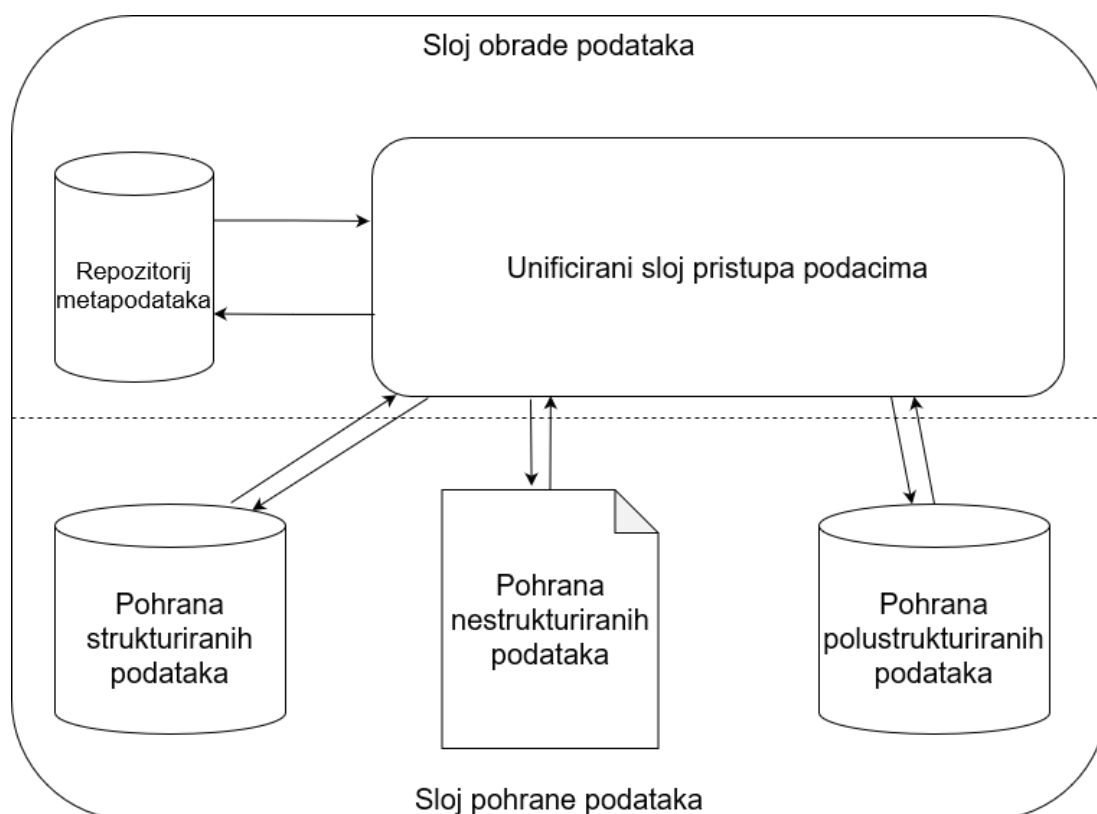 Sloj obrade podataka
Repozitorij
metapodataka
Unificirani sloj pristupa podacima
Pohrana
strukturiranih
podataka
Pohrana
nestrukturiranih
podataka
Pohrana
polustrukturiranih
podataka
Sloj pohrane podataka